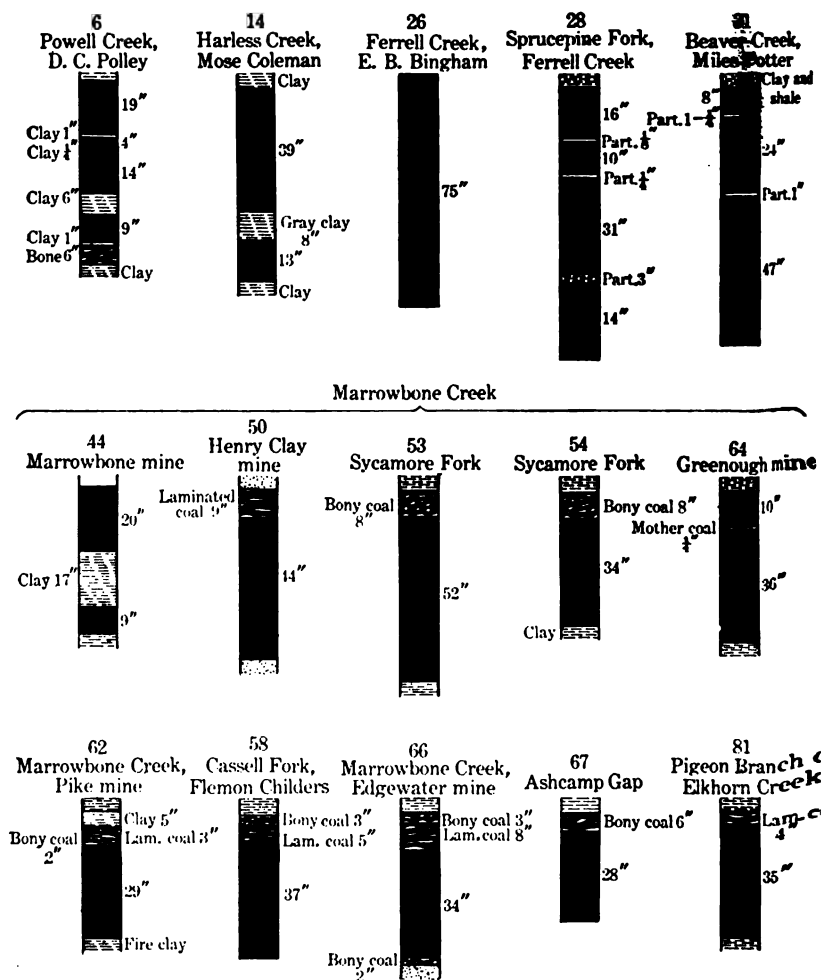 6
Powell Creek,
D. C. Polley
19"
Clay 1"
Clay ¼"
4"
14"
Clay 6"
9"
Clay 1"
Bone 6"
Clay
14
Harless Creek,
Mose Coleman
Clay
39"
Gray clay
8"
13"
Clay
26
Ferrell Creek,
E. B. Bingham
75"
28
Sprucepine Fork,
Ferrell Creek
16"
Part.
10"
Part.¼"
31"
Part.3"
14"
31
Beaver Creek,
Miles Potter
Clay and
shale
8"
Part.1-
24"
Part.1"
47"
Marrowbone Creek
44
Marrowbone mine
20"
Clay 17"
9"
50
Henry Clay
mine
Laminated
coal 9"
44"
53
Sycamore Fork
Bony coal
8"
52"
54
Sycamore Fork
Bony coal 8"
34"
Clay
64
Greenough mine
10"
Mother coal
36"
62
Marrowbone Creek,
Pike mine
Clay 5"
Bony coal
2"
Lam. coal 3"
29"
Fire clay
58
Cassell Fork,
Flemon Childers
Bony coal 3"
Lam. coal 5"
37"
66
Marrowbone Creek,
Edgewater mine
Bony coal 3"
Lam. coal 8"
34"
Bony coal
2"
67
Ashcamp Gap
Bony coal 6"
28"
81
Pigeon Branch
Elkhorn Creek
Lam.
4"
35"